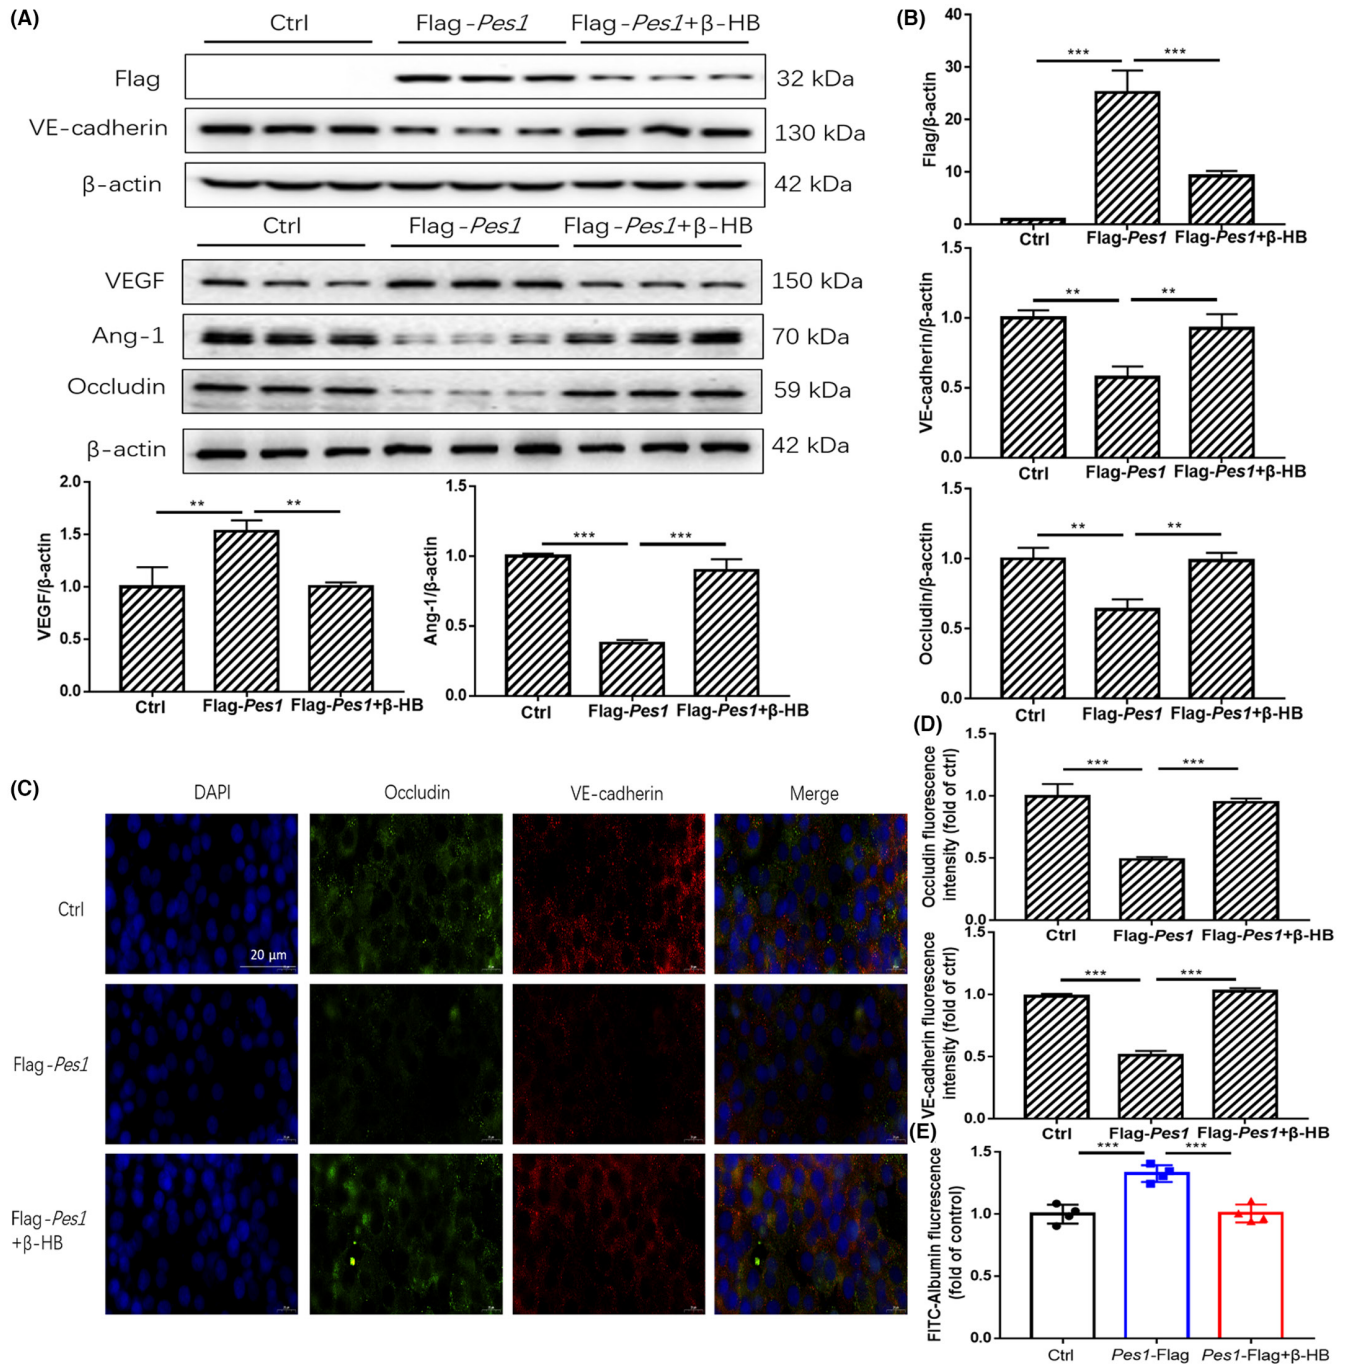 (A)
Ctrl Flag-Pes1 Flag-Pes1+β-HB
Flag 32 kDa
VE-cadherin 130 kDa
β-actin 42 kDa
Ctrl Flag-Pes1 Flag-Pes1+β-HB
VEGF 150 kDa
Ang-1 70 kDa
Occludin 59 kDa
β-actin 42 kDa
VEGF/β-actin
2.0
1.5
1.0
0.5
0.0
** **
Ctrl Flag-Pes1 Flag-Pes1+β-HB
Ang-1/β-actin
1.5
1.0
0.5
0.0
*** ***
Ctrl Flag-Pes1 Flag-Pes1+β-HB
(B)
Flag/β-actin
40
30
20
10
0
*** ***
Ctrl Flag-Pes1 Flag-Pes1+β-HB
VE-cadherin/β-actin
1.5
1.0
0.5
0.0
** **
Ctrl Flag-Pes1 Flag-Pes1+β-HB
Occludin/β-acctin
1.5
1.0
0.5
0.0
** **
Ctrl Flag-Pes1 Flag-Pes1+β-HB
(C)
DAPI Occludin VE-cadherin Merge
Ctrl
20 μm
Flag-Pes1
Flag-Pes1
+β-HB
(D)
Occludin fluorescence
intensity (fold of ctrl)
1.5
1.0
0.5
0.0
*** ***
Ctrl Flag-Pes1 Flag-Pes1+β-HB
VE-cadherin fluorescence
intensity (fold of ctrl)
1.5
1.0
0.5
0.0
*** ***
Ctrl Flag-Pes1 Flag-Pes1+β-HB
(E)
FITC-Albumin flucrescence
(fold of control)
1.5
1.0
0.5
0.0
*** ***
Ctrl Pes1-Flag Pes1-Flag+β-HB